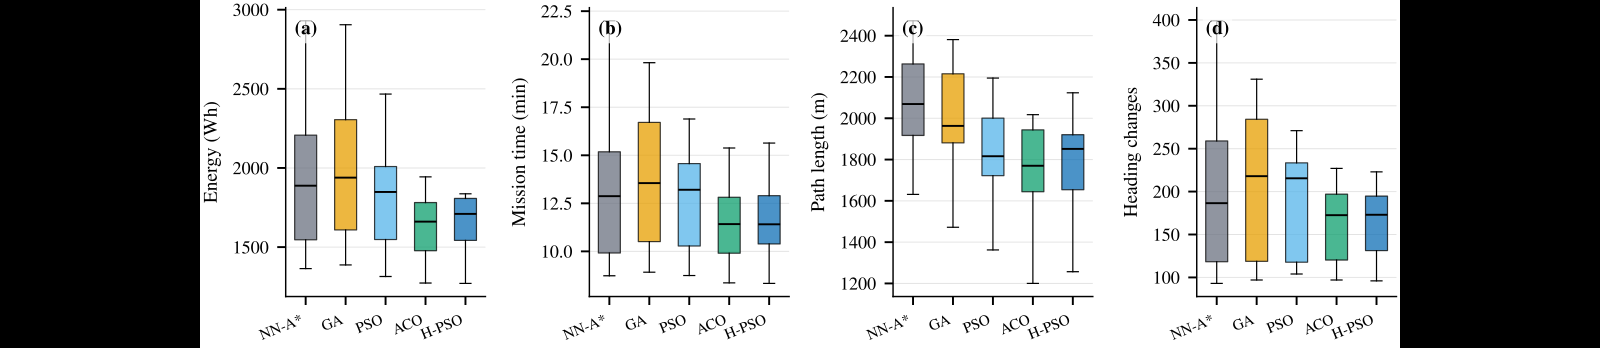 (a)
Energy (Wh)
3000
2500
2000
1500
NN-A*
GA
PSO
ACO
H-PSO
(b)
Mission time (min)
22.5
20.0
17.5
15.0
12.5
10.0
NN-A*
GA
PSO
ACO
H-PSO
(c)
Path length (m)
2400
2200
2000
1800
1600
1400
1200
NN-A*
GA
PSO
ACO
H-PSO
(d)
Heading changes
400
350
300
250
200
150
100
NN-A*
GA
PSO
ACO
H-PSO